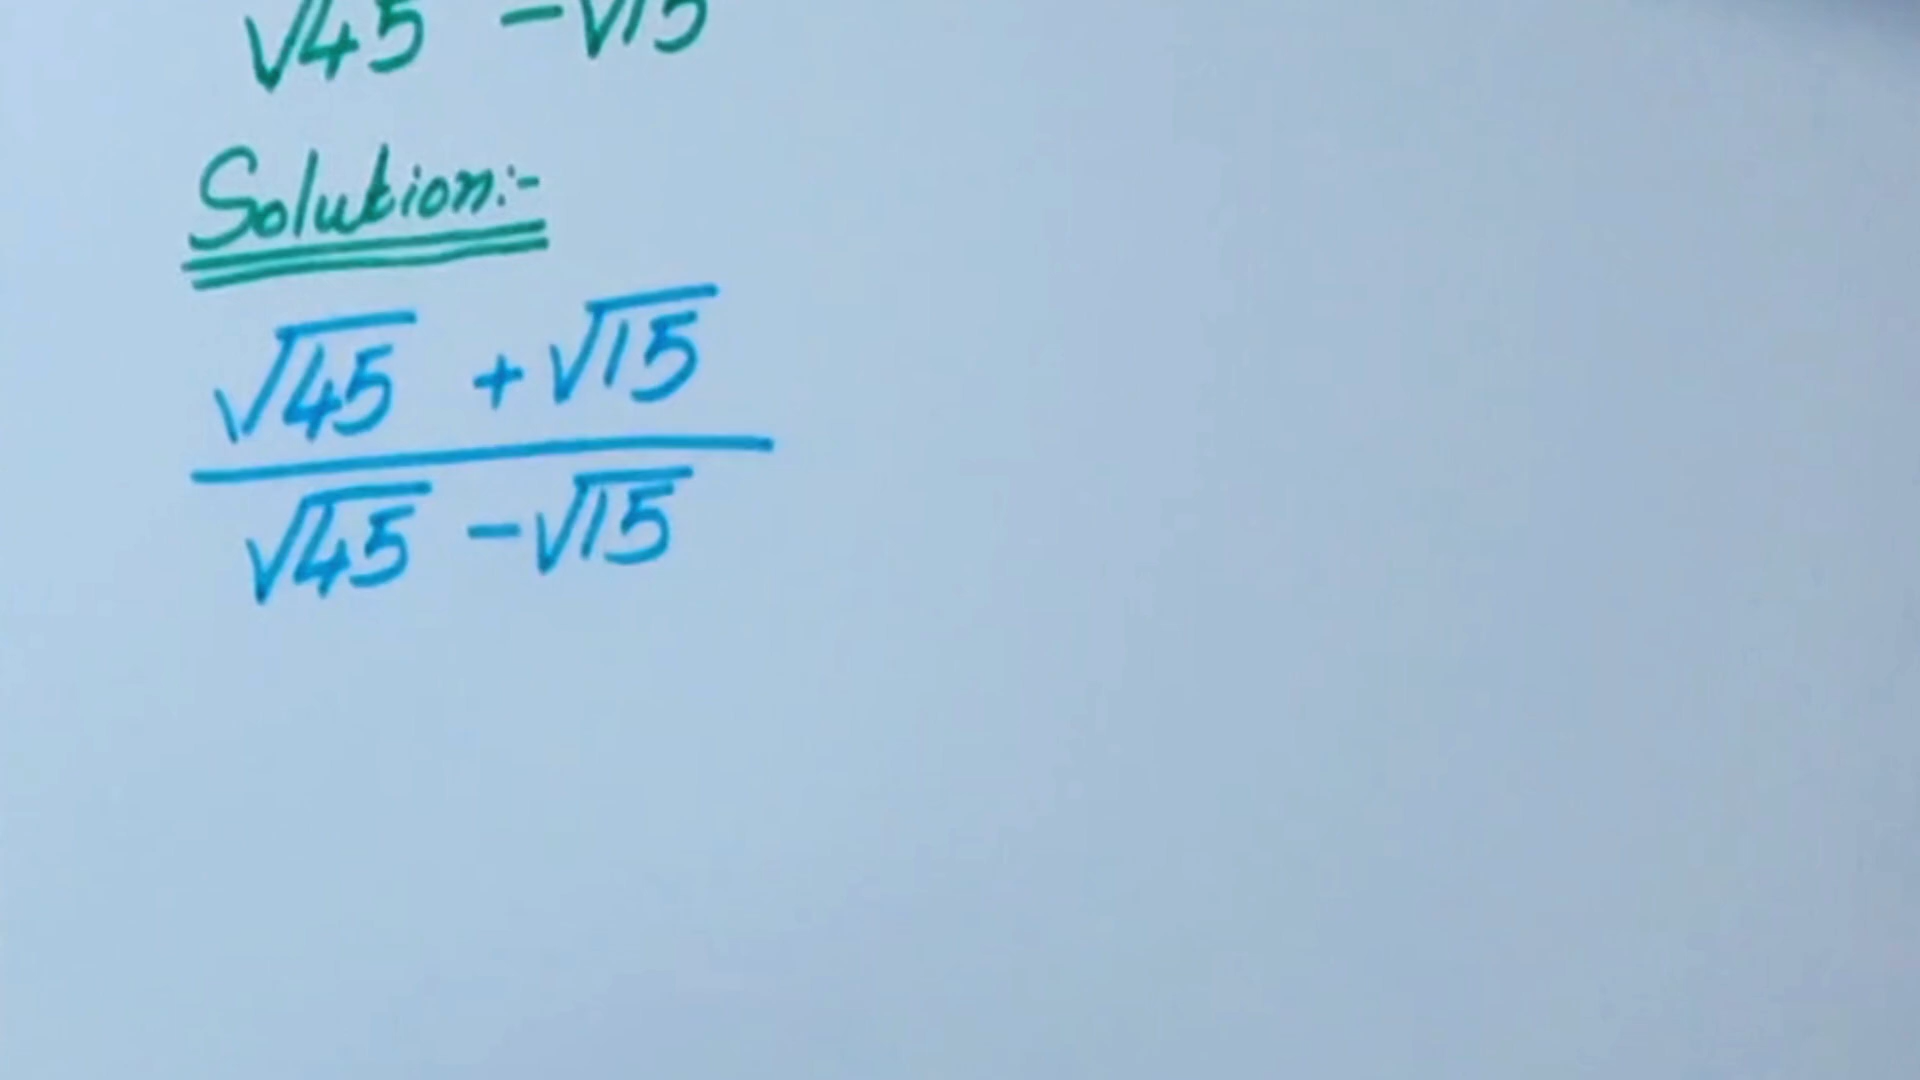 √45 - √15
Solution:-
√45 + √15
√45 - √15